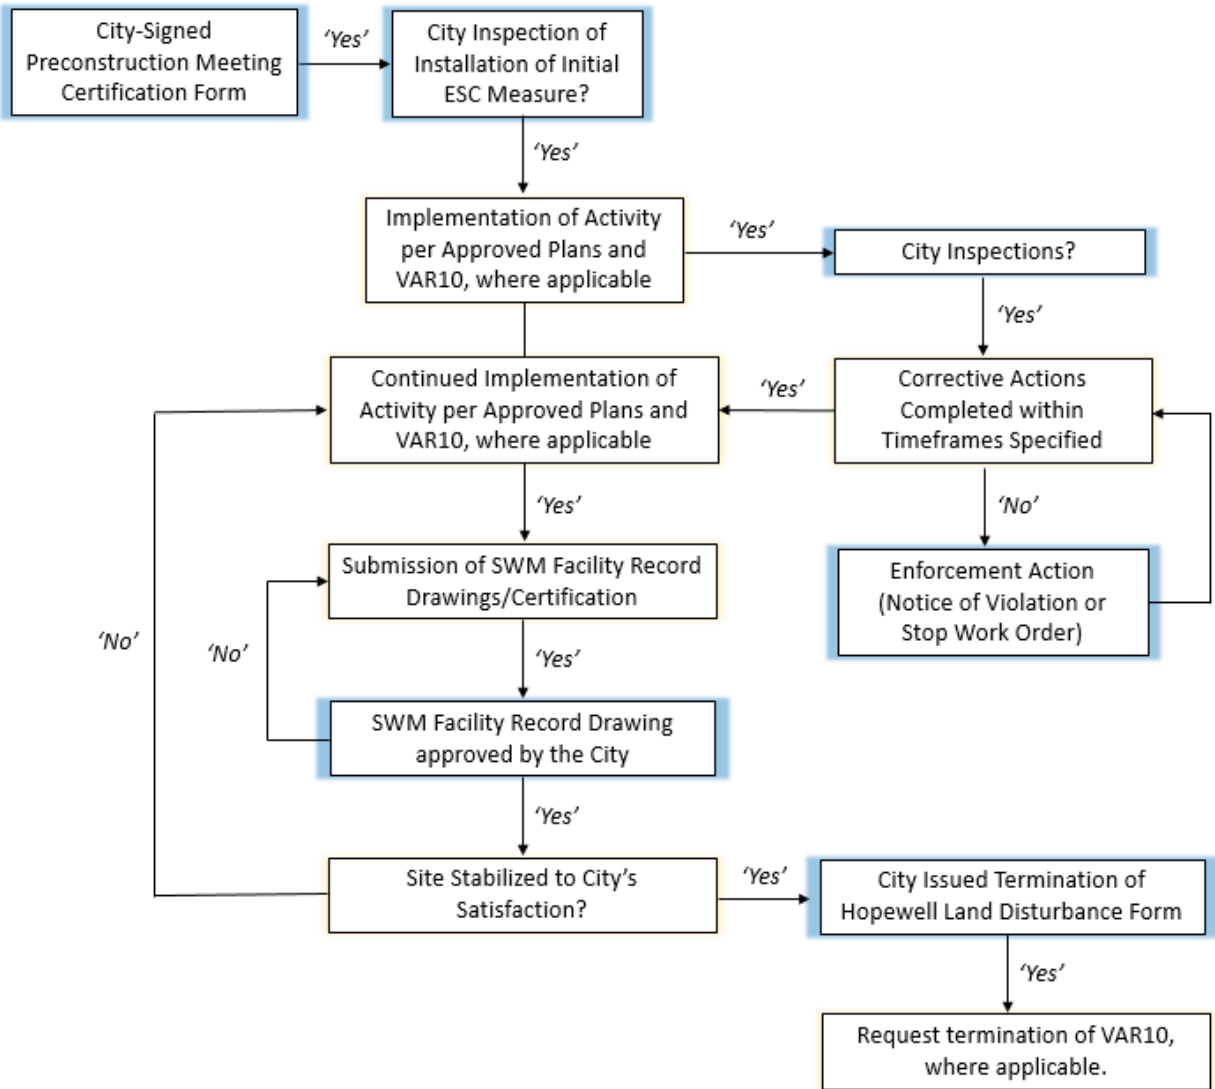 City-Signed
Preconstruction Meeting
Certification Form
‘Yes’
City Inspection of
Installation of Initial
ESC Measure?
‘Yes’
Implementation of Activity
per Approved Plans and
VAR10, where applicable
‘Yes’
City Inspections?
‘Yes’
Continued Implementation of
Activity per Approved Plans and
VAR10, where applicable
‘Yes’
Corrective Actions
Completed within
Timeframes Specified
‘Yes’
‘No’
Submission of SWM Facility Record
Drawings/Certification
Enforcement Action
(Notice of Violation or
Stop Work Order)
‘No’
‘No’
‘Yes’
SWM Facility Record Drawing
approved by the City
‘Yes’
Site Stabilized to City’s
Satisfaction?
‘Yes’
City Issued Termination of
Hopewell Land Disturbance Form
‘Yes’
Request termination of VAR10,
where applicable.